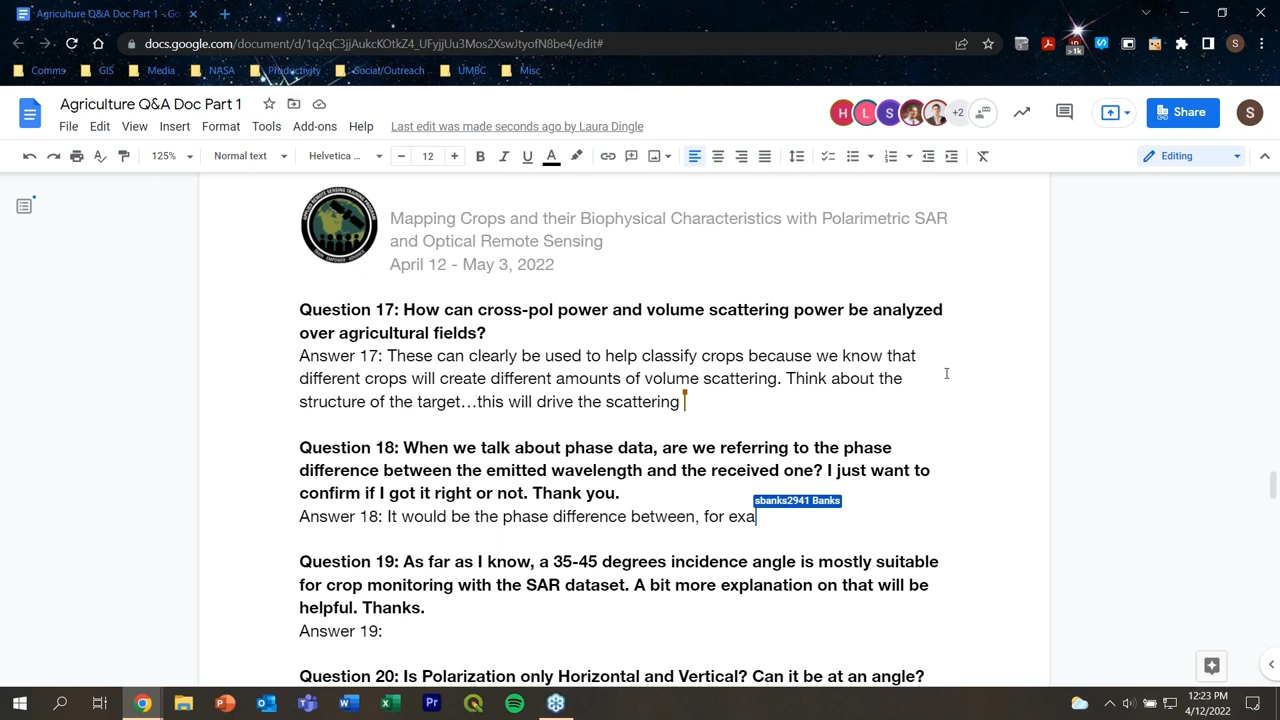 Agriculture Q&A Doc Part 1 - Go
docs.google.com/document/d/1q2qC3jjAukcKOtkZ4_UFyjjUu3Mos2XswJtyofN8be4/edit#
>1k
S
Comms GIS Media NASA Productivity Social/Outreach UMBC Misc
Agriculture Q&A Doc Part 1
H L S +2 Share S
File Edit View Insert Format Tools Add-ons Help Last edit was made seconds ago by Laura Dingle
125% Normal text Helvetica ... 12 B I U A Editing
Mapping Crops and their Biophysical Characteristics with Polarimetric SAR
and Optical Remote Sensing
April 12 - May 3, 2022
Question 17: How can cross-pol power and volume scattering power be analyzed
over agricultural fields?
Answer 17: These can clearly be used to help classify crops because we know that
different crops will create different amounts of volume scattering. Think about the
structure of the target…this will drive the scattering
Question 18: When we talk about phase data, are we referring to the phase
difference between the emitted wavelength and the received one? I just want to
confirm if I got it right or not. Thank you.
sbanks2941 Banks
Answer 18: It would be the phase difference between, for exa
Question 19: As far as I know, a 35-45 degrees incidence angle is mostly suitable
for crop monitoring with the SAR dataset. A bit more explanation on that will be
helpful. Thanks.
Answer 19:
Question 20: Is Polarization only Horizontal and Vertical? Can it be at an angle?
12:23 PM
4/12/2022